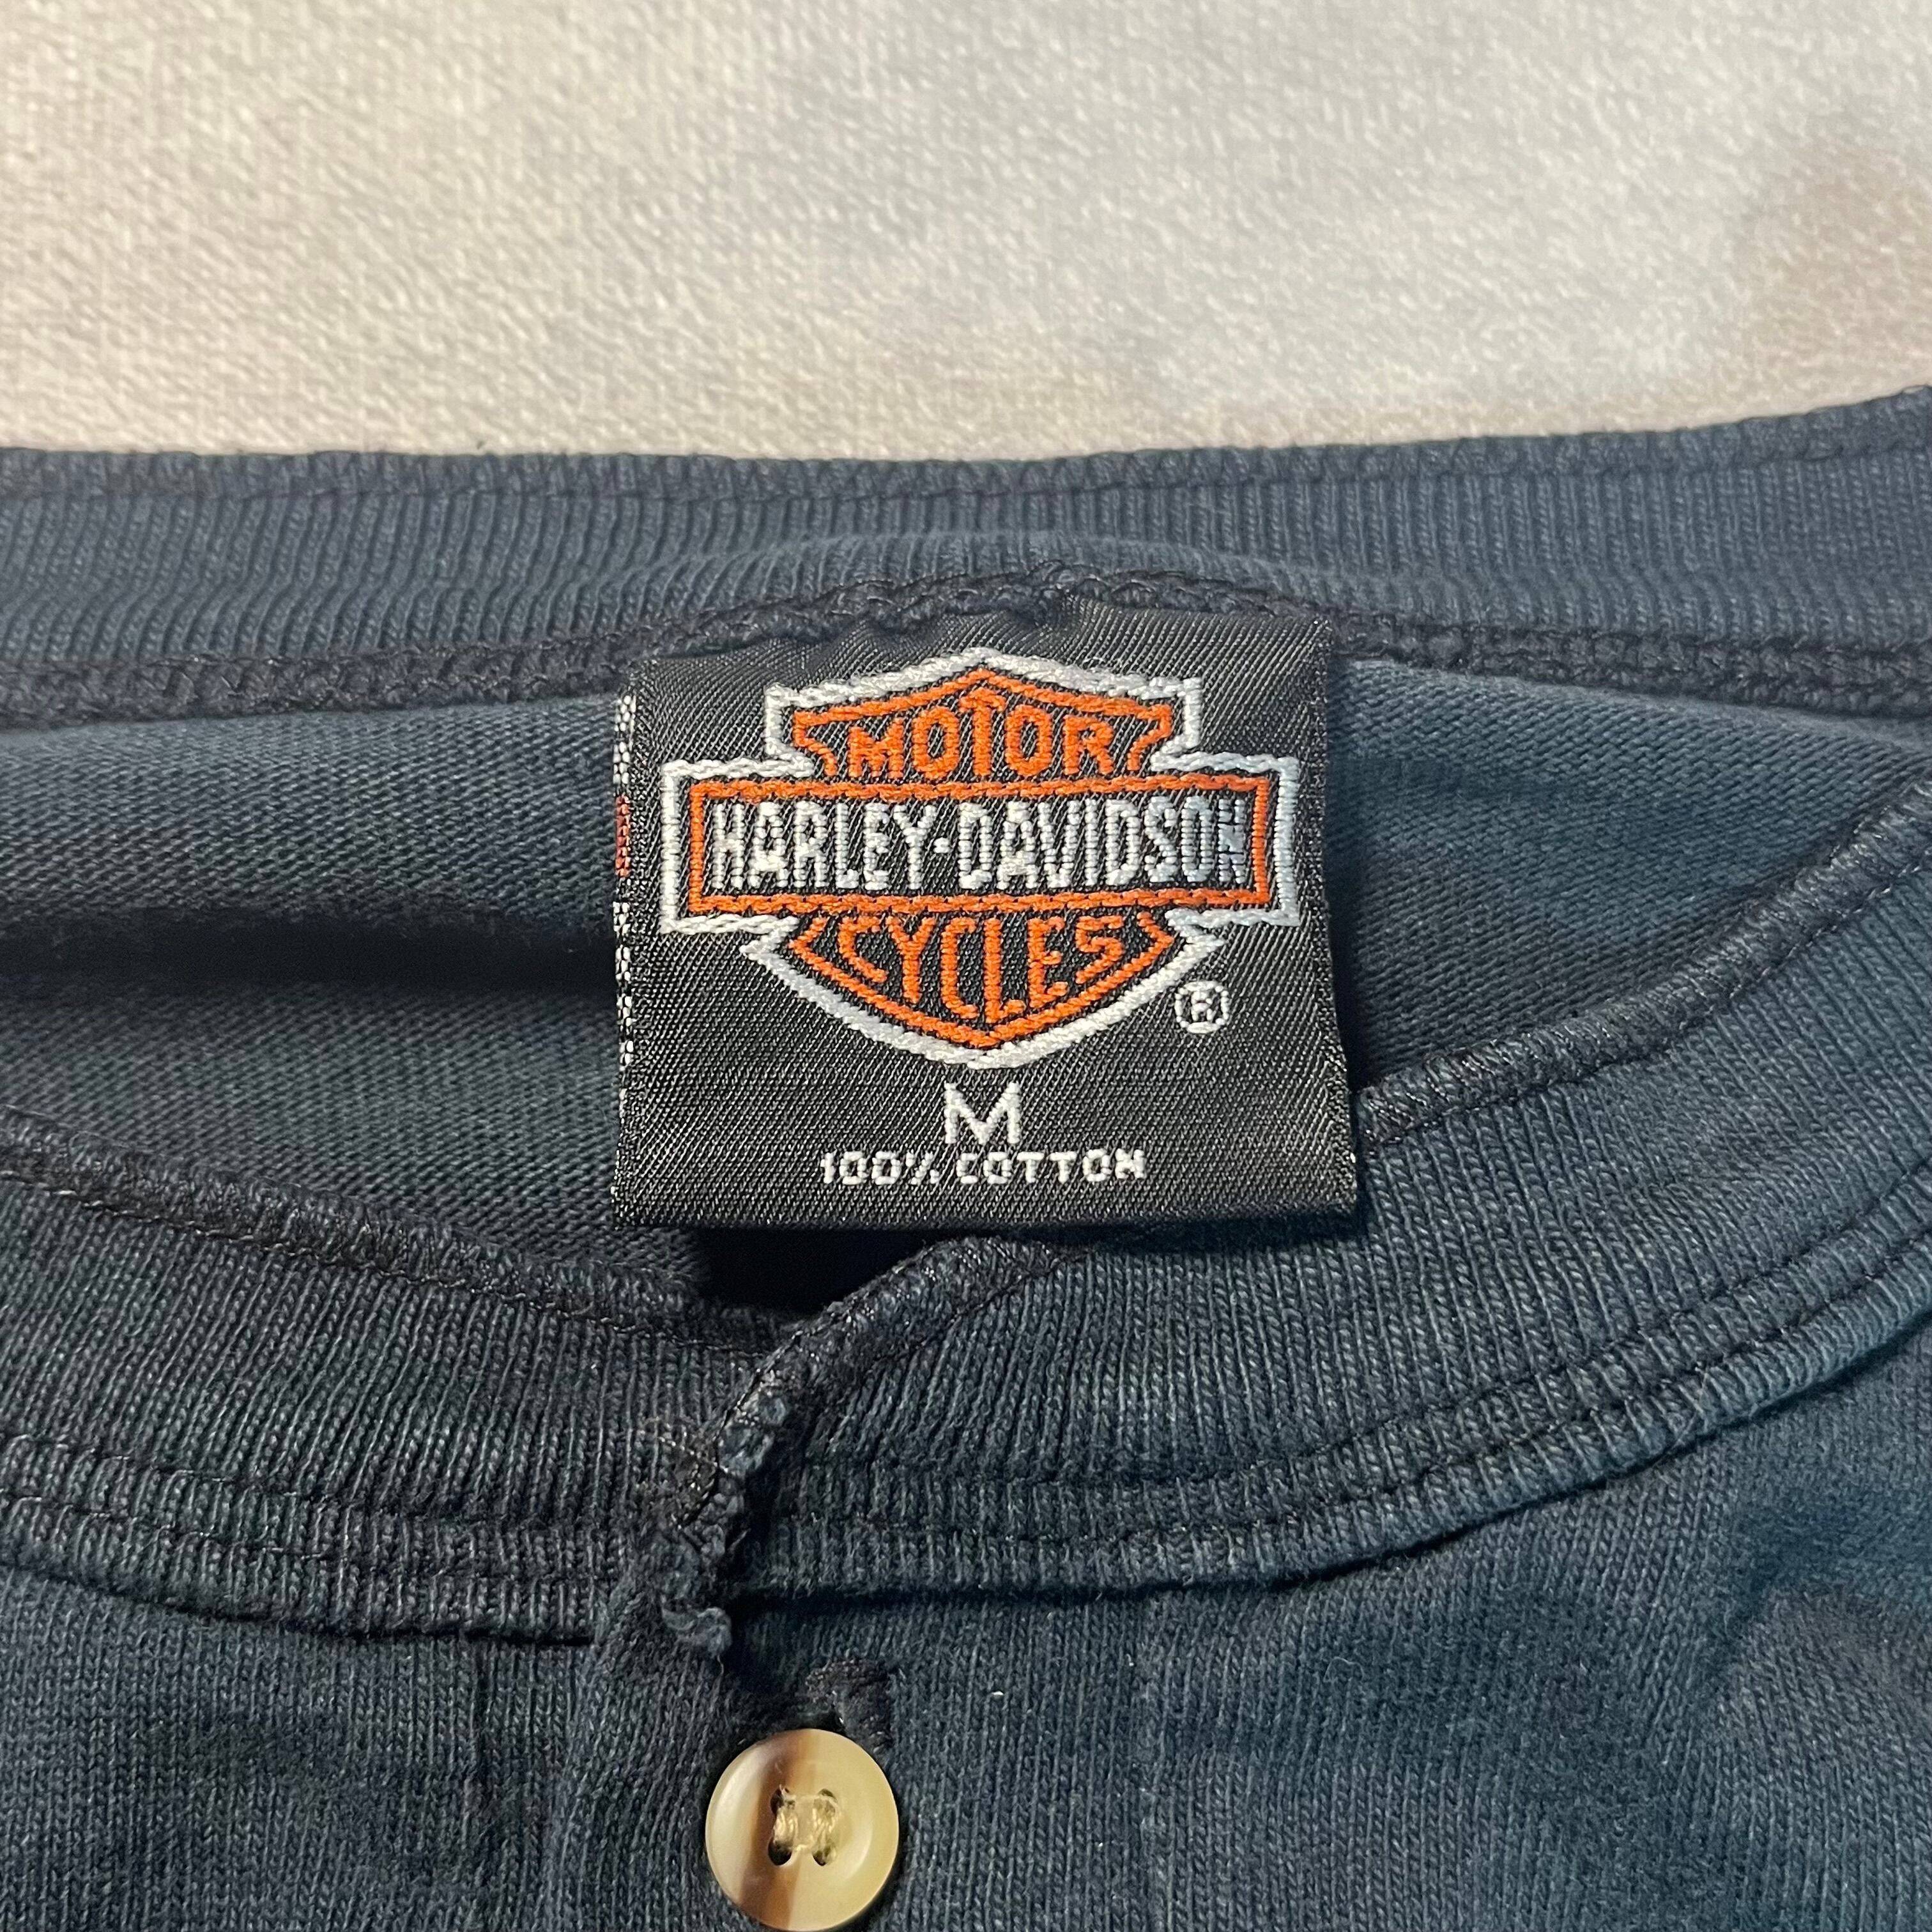 MOTOR
HARLEY-DAVIDSON
CYCLES
®
M
100% COTTON